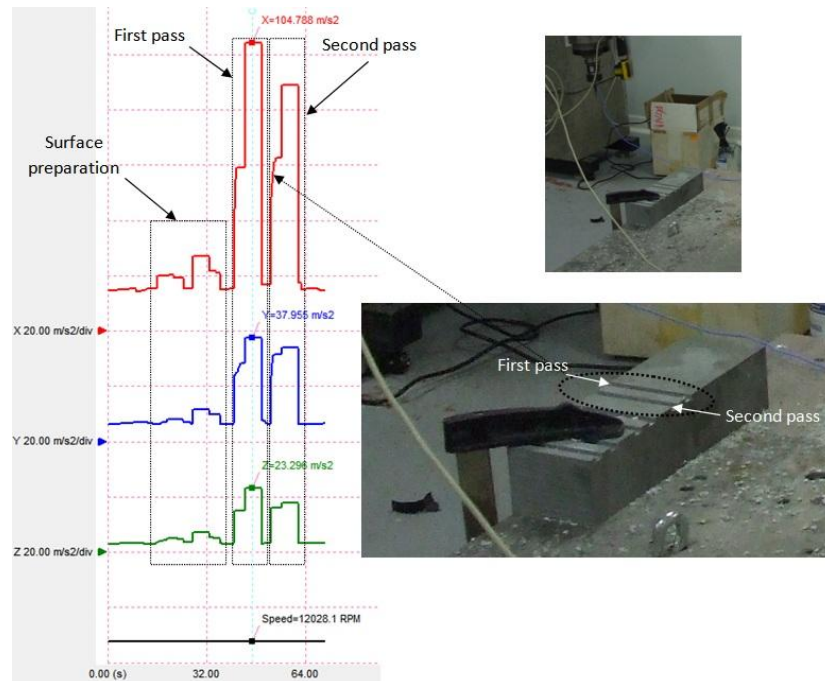 X=104.788 m/s2
First pass
Second pass
Surface
preparation
X 20.00 m/s2/div
Y=37.955 m/s2
Y 20.00 m/s2/div
Z=23.296 m/s2
Z 20.00 m/s2/div
Speed=12028.1 RPM
0.00 (s)
32.00
64.00
First pass
Second pass